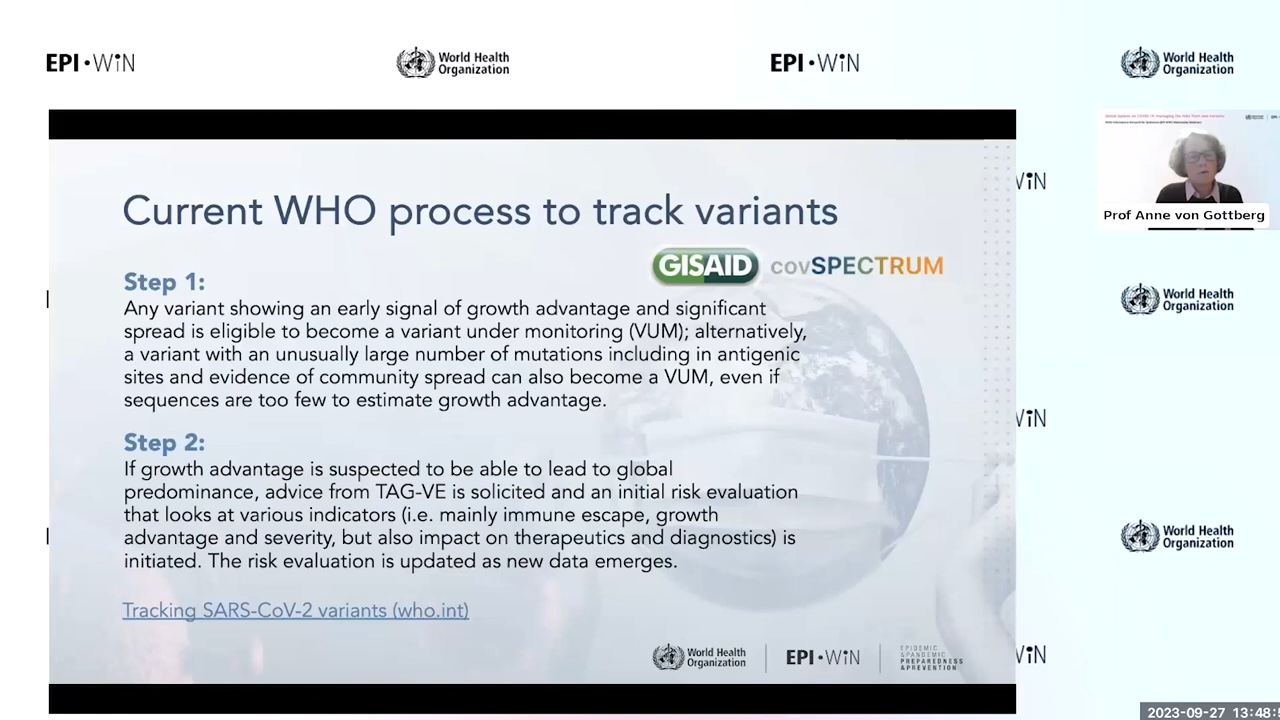 EPI•WiN
World Health
Organization
EPI•WiN
World Health
Organization
Prof Anne von Gottberg
WiN
Current WHO process to track variants
GISAID
covSPECTRUM
Step 1:
Any variant showing an early signal of growth advantage and significant
spread is eligible to become a variant under monitoring (VUM); alternatively,
a variant with an unusually large number of mutations including in antigenic
sites and evidence of community spread can also become a VUM, even if
sequences are too few to estimate growth advantage.
World Health
Organization
Step 2:
If growth advantage is suspected to be able to lead to global
predominance, advice from TAG-VE is solicited and an initial risk evaluation
that looks at various indicators (i.e. mainly immune escape, growth
advantage and severity, but also impact on therapeutics and diagnostics) is
initiated. The risk evaluation is updated as new data emerges.
WiN
World Health
Organization
Tracking SARS-CoV-2 variants (who.int)
World Health
Organization
EPI•WiN
EPIDEMIC
&PANDEMIC
PREPAREDNESS
&PREVENTION
WiN
World Health
Organization
2023-09-27 13:48:5